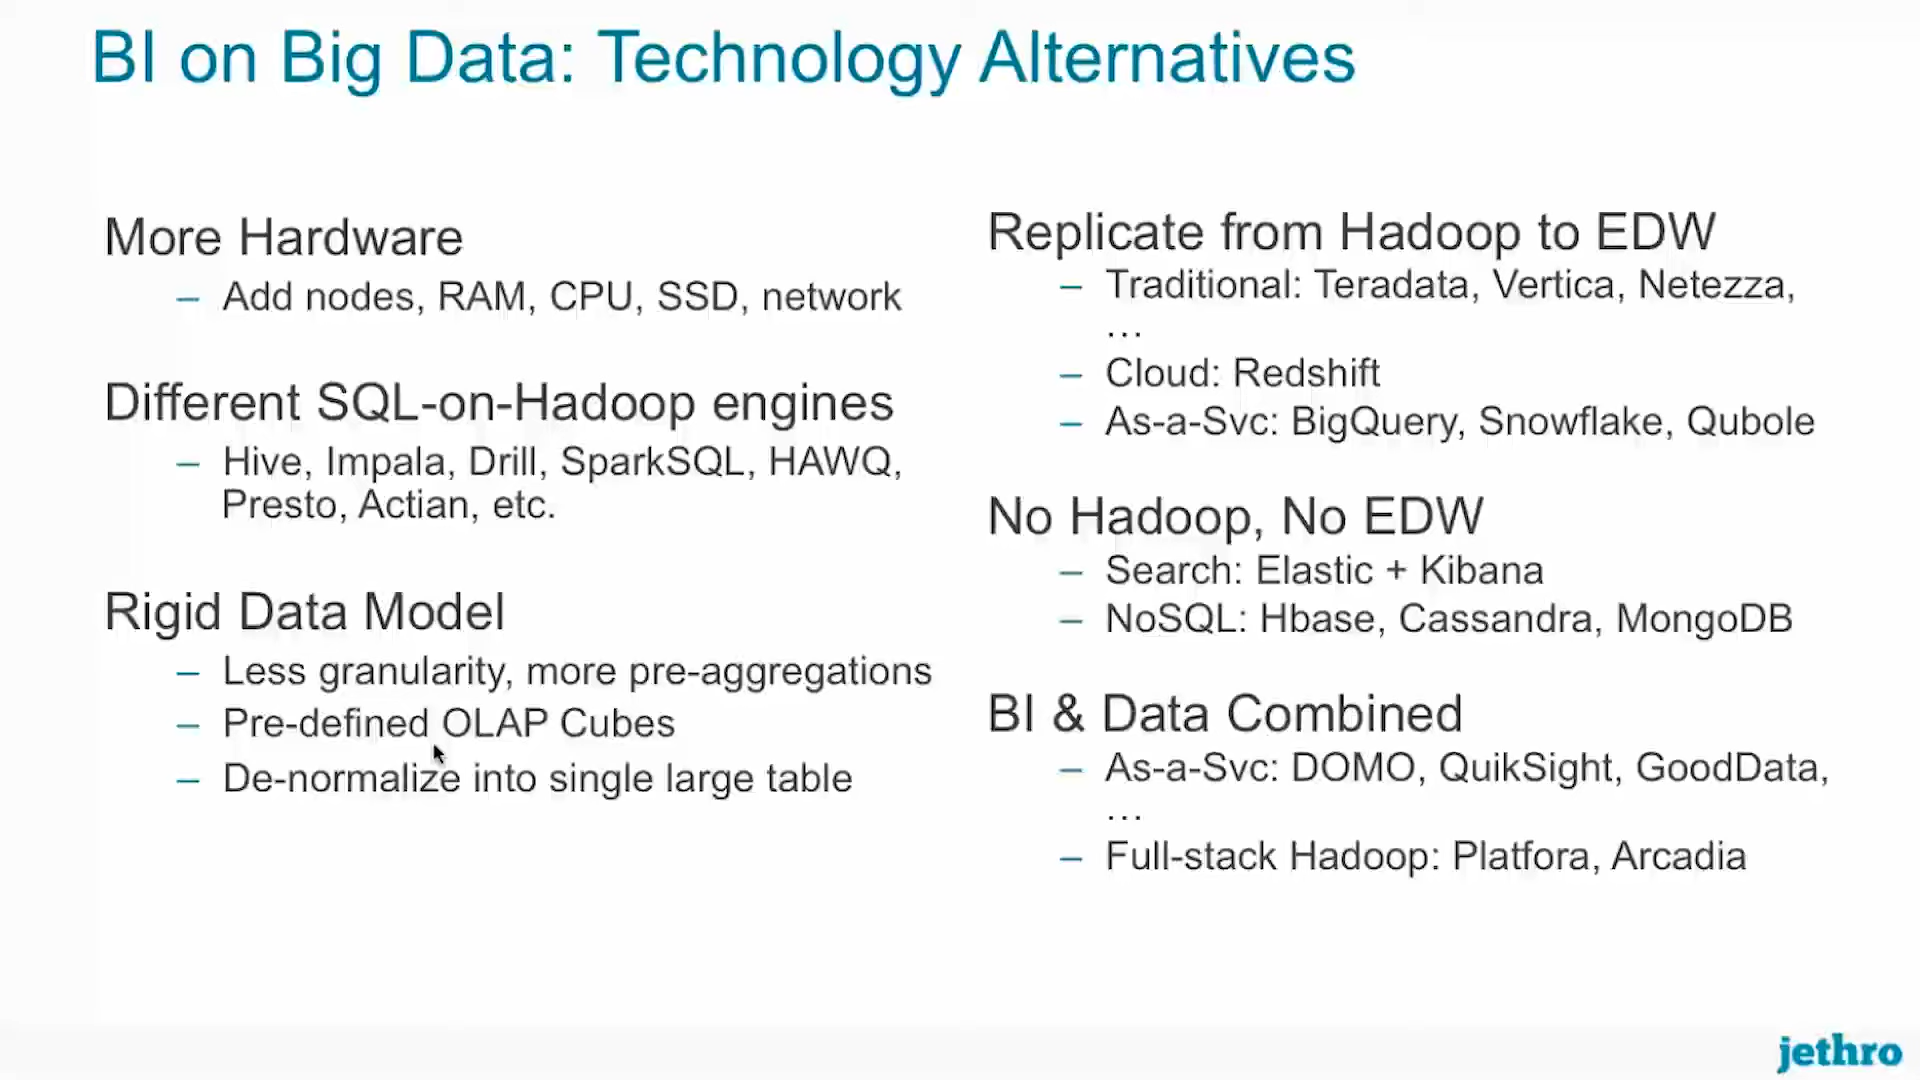 BI on Big Data: Technology Alternatives
More Hardware
– Add nodes, RAM, CPU, SSD, network
Different SQL-on-Hadoop engines
– Hive, Impala, Drill, SparkSQL, HAWQ,
Presto, Actian, etc.
Rigid Data Model
– Less granularity, more pre-aggregations
– Pre-defined OLAP Cubes
– De-normalize into single large table
Replicate from Hadoop to EDW
– Traditional: Teradata, Vertica, Netezza,
…
– Cloud: Redshift
– As-a-Svc: BigQuery, Snowflake, Qubole
No Hadoop, No EDW
– Search: Elastic + Kibana
– NoSQL: Hbase, Cassandra, MongoDB
BI & Data Combined
– As-a-Svc: DOMO, QuikSight, GoodData,
…
– Full-stack Hadoop: Platfora, Arcadia
jethro